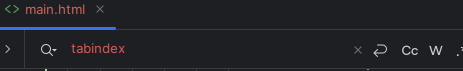 <> main.html ×
tabindex × Cc W .*